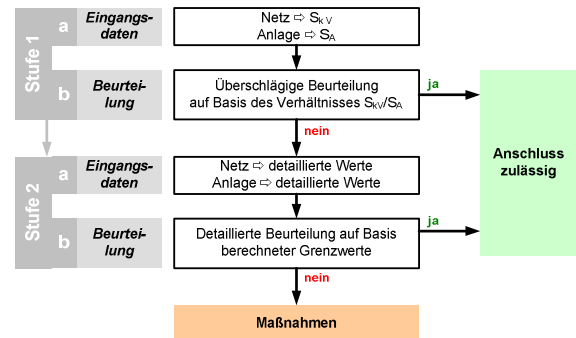 Stufe 1
a
Eingangs-
daten
Netz ⇨ SkV
Anlage ⇨ SA
b
Beurtei-
lung
Überschlägige Beurteilung
auf Basis des Verhältnisses SkV/SA
ja
nein
Anschluss
zulässig
Stufe 2
a
Eingangs-
daten
Netz ⇨ detaillierte Werte
Anlage ⇨ detaillierte Werte
b
Beurtei-
lung
Detaillierte Beurteilung auf Basis
berechneter Grenzwerte
ja
nein
Maßnahmen